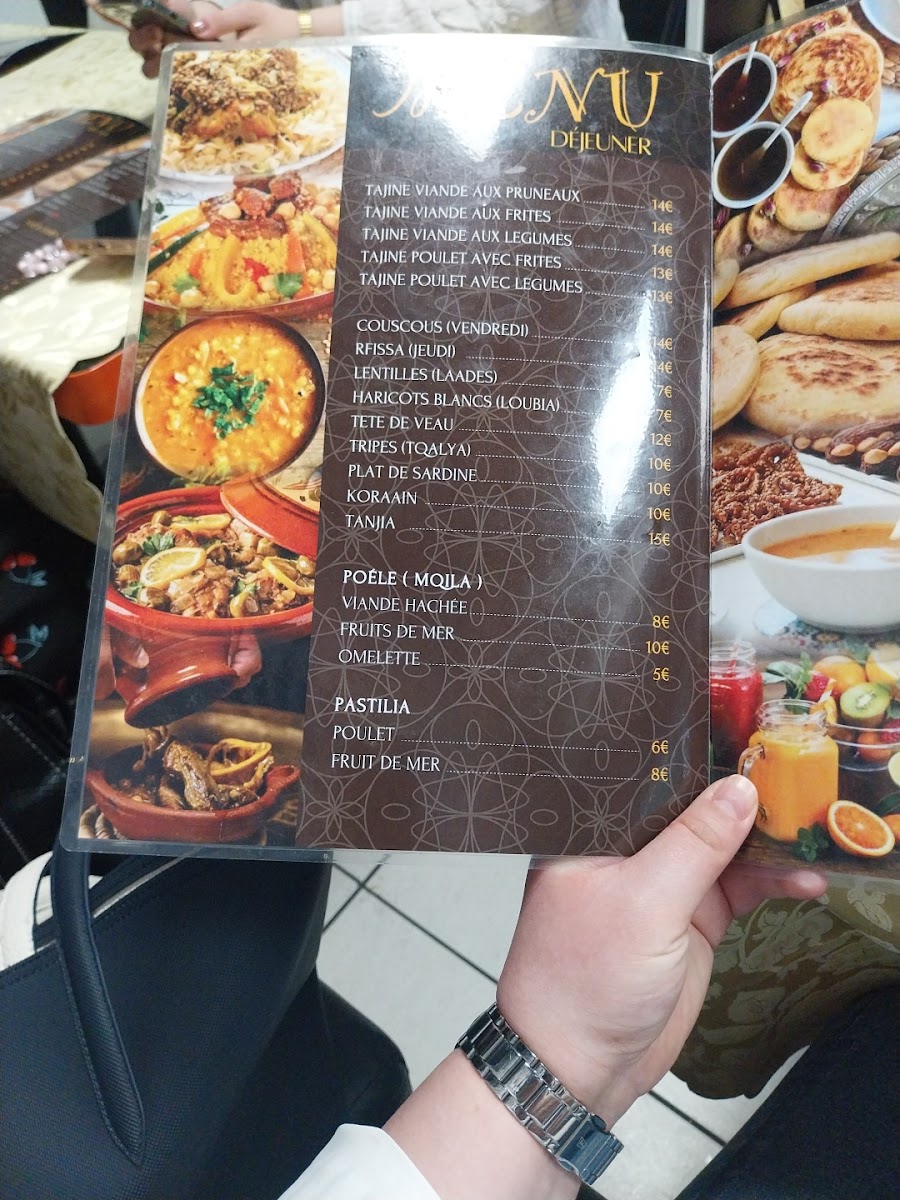 MENU
DÉJEUNER
TAJINE VIANDE AUX PRUNEAUX 14€
TAJINE VIANDE AUX FRITES 14€
TAJINE VIANDE AUX LEGUMES 14€
TAJINE POULET AVEC FRITES 13€
TAJINE POULET AVEC LEGUMES 13€
COUSCOUS (VENDREDI) 14€
RFISSA (JEUDI) 14€
LENTILLES (LAADES) 7€
HARICOTS BLANCS (LOUBIA) 7€
TETE DE VEAU 12€
TRIPES (TQALYA) 10€
PLAT DE SARDINE 10€
KORAAIN 10€
TANJIA 15€
POÉLE ( MQILA )
VIANDE HACHÉE 8€
FRUITS DE MER 10€
OMELETTE 5€
PASTILIA
POULET 6€
FRUIT DE MER 8€